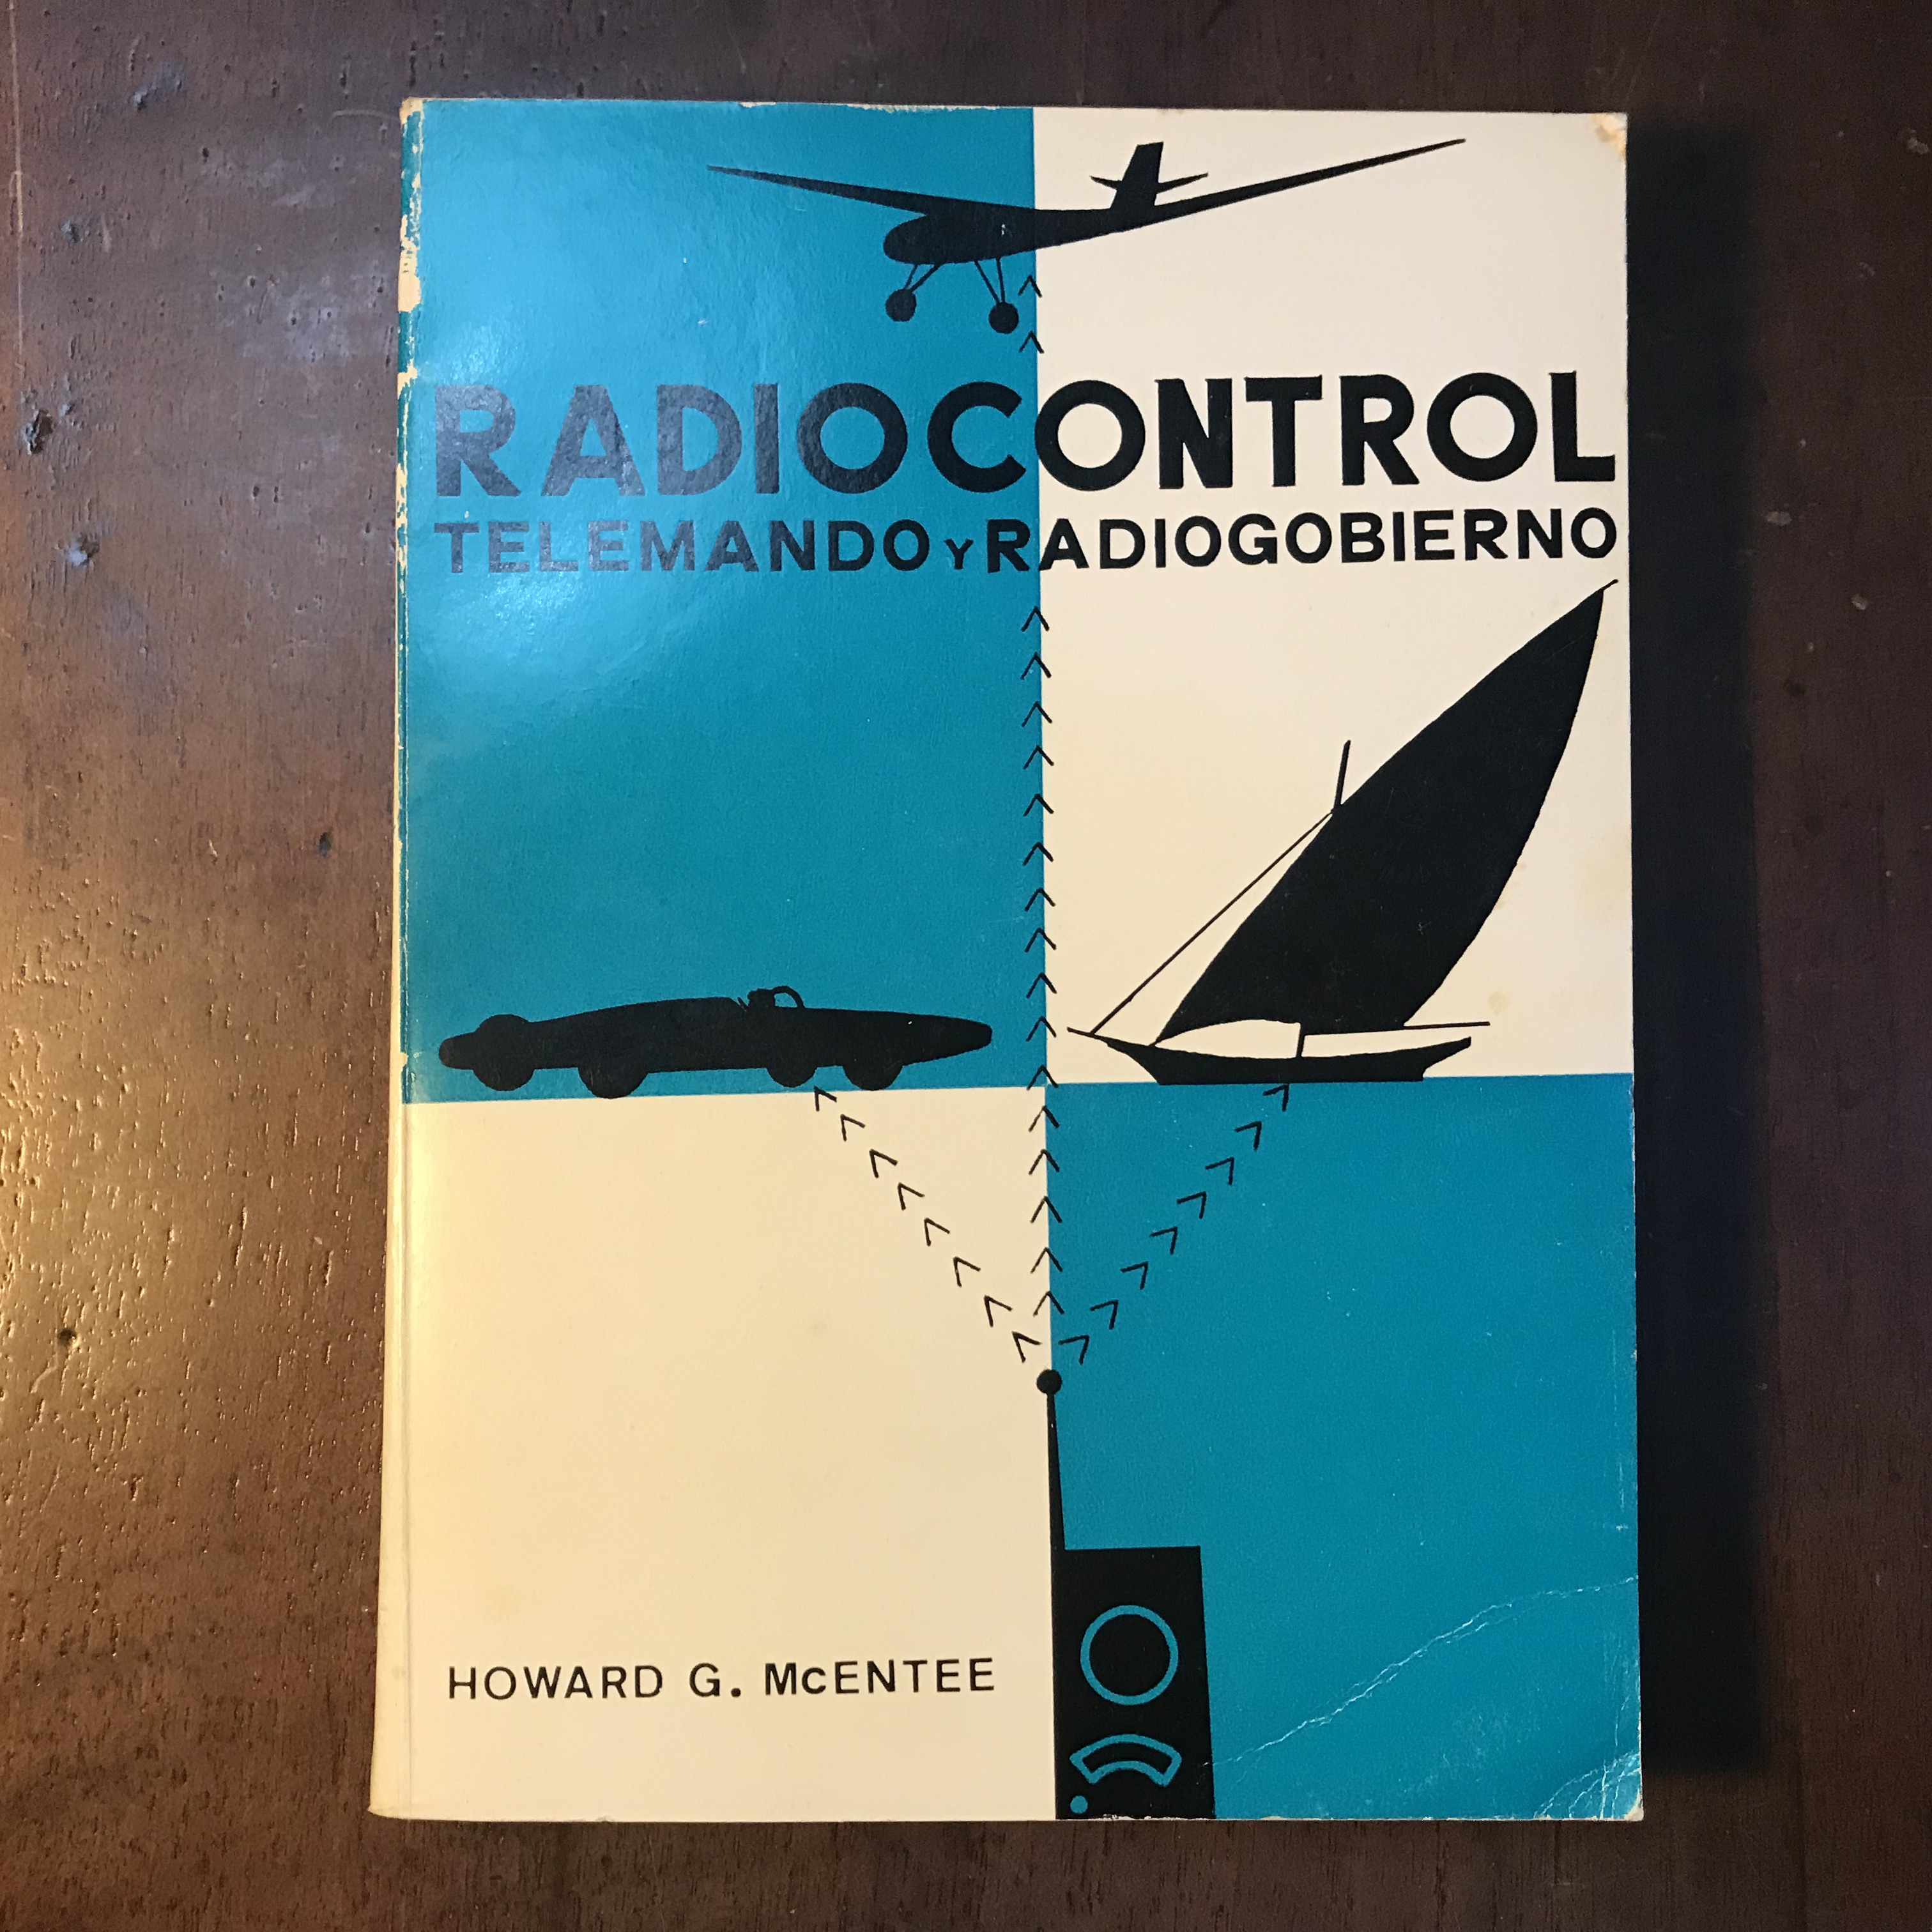 RADIOCONTROL
TELEMANDO Y RADIOGOBIERNO
HOWARD G. McENTEE